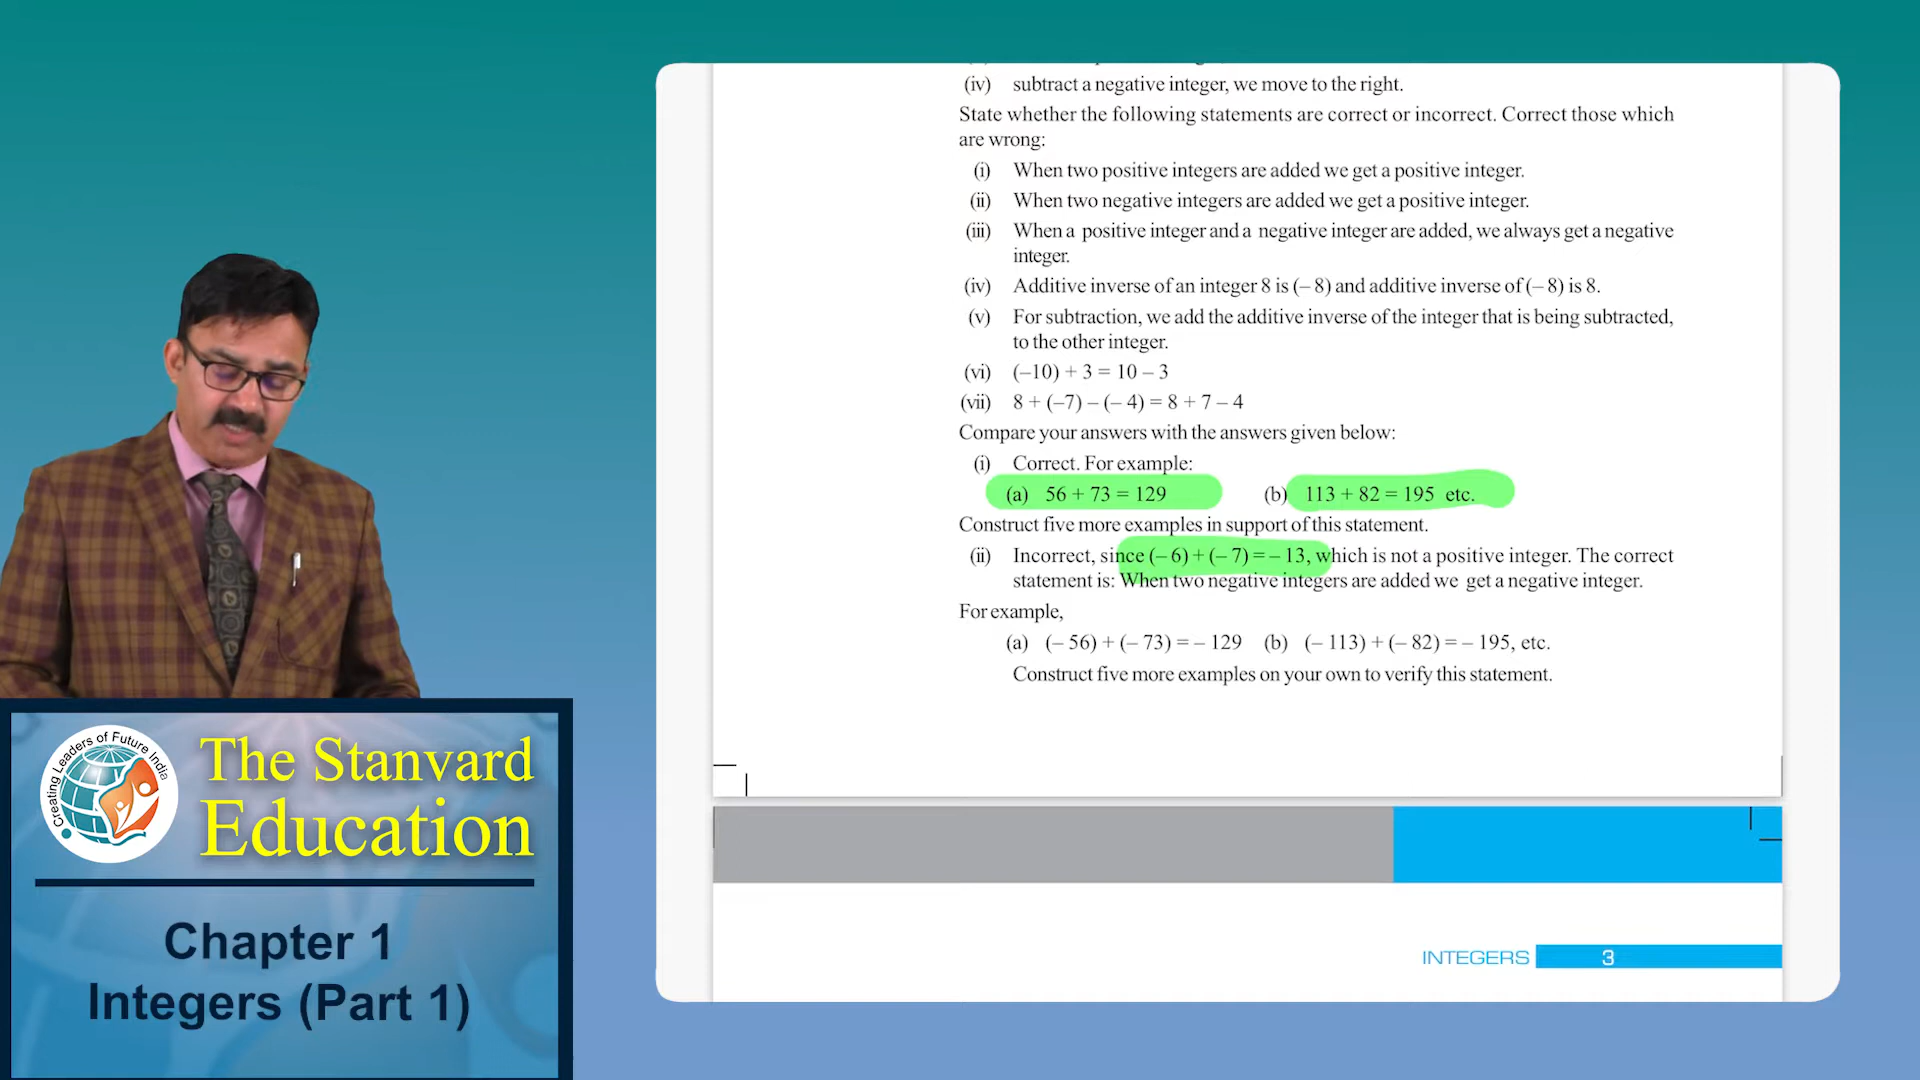 (iv) subtract a negative integer, we move to the right.
State whether the following statements are correct or incorrect. Correct those which
are wrong:
(i) When two positive integers are added we get a positive integer.
(ii) When two negative integers are added we get a positive integer.
(iii) When a positive integer and a negative integer are added, we always get a negative
integer.
(iv) Additive inverse of an integer 8 is (– 8) and additive inverse of (– 8) is 8.
(v) For subtraction, we add the additive inverse of the integer that is being subtracted,
to the other integer.
(vi) (–10) + 3 = 10 – 3
(vii) 8 + (–7) – (– 4) = 8 + 7 – 4
Compare your answers with the answers given below:
(i) Correct. For example:
(a) 56 + 73 = 129 (b) 113 + 82 = 195 etc.
Construct five more examples in support of this statement.
(ii) Incorrect, since (– 6) + (– 7) = – 13, which is not a positive integer. The correct
statement is: When two negative integers are added we get a negative integer.
For example,
(a) (– 56) + (– 73) = – 129 (b) (– 113) + (– 82) = – 195, etc.
Construct five more examples on your own to verify this statement.
INTEGERS 3
Creating Leaders of Future India
The Stanvard
Education
Chapter 1
Integers (Part 1)